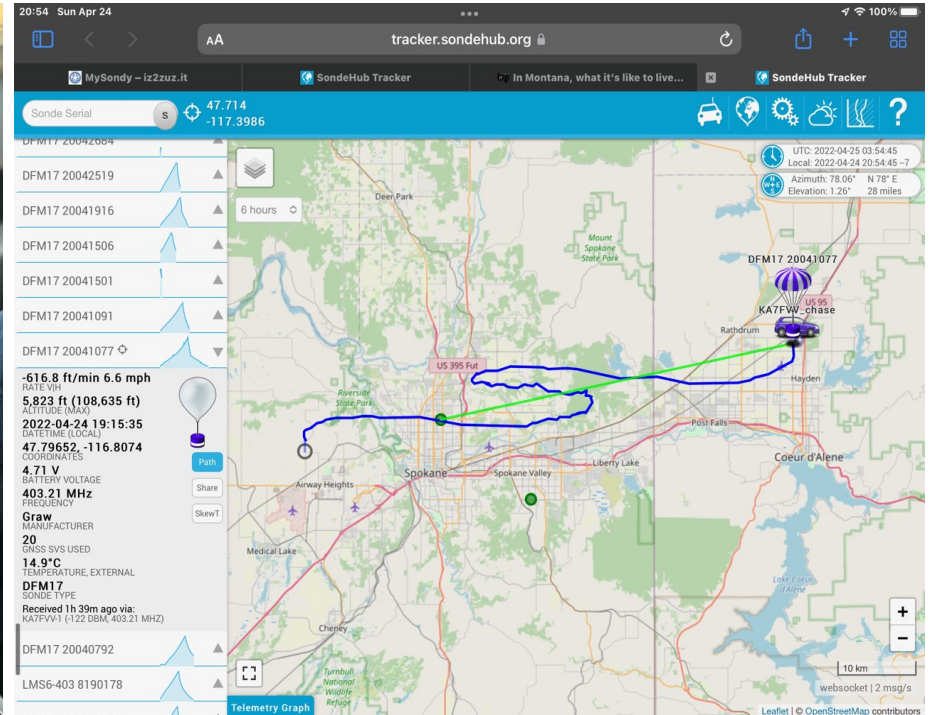 20:54 Sun Apr 24
100%
AA
tracker.sondehub.org
MySondy – iz2zuz.it
SondeHub Tracker
In Montana, what it's like to live...
SondeHub Tracker
Sonde Serial
S
47.714
-117.3986
?
DFM17 20042684
DFM17 20042519
DFM17 20041916
DFM17 20041506
DFM17 20041501
DFM17 20041091
DFM17 20041077
-616.8 ft/min 6.6 mph
RATE V|H
5,823 ft (108,635 ft)
ALTITUDE (MAX)
2022-04-24 19:15:35
DATETIME (LOCAL)
47.79652, -116.8074
COORDINATES
4.71 V
BATTERY VOLTAGE
403.21 MHz
FREQUENCY
Graw
MANUFACTURER
20
GNSS SVS USED
14.9°C
TEMPERATURE, EXTERNAL
DFM17
SONDE TYPE
Received 1h 39m ago via:
KA7FVV-1 (-122 DBM, 403.21 MHZ)
Path
Share
SkewT
DFM17 20040792
LMS6-403 8190178
6 hours
UTC: 2022-04-25 03:54:45
Local: 2022-04-24 20:54:45 −7
N
W+E
S
Azimuth: 78.06° N 78° E
Elevation: 1.26° 28 miles
Deer Park
Mount
Spokane
State Park
DFM17 20041077
US 95
KA7FVV_chase
Rathdrum
US 395 Fut
Hayden
Riverside
State Park
Post Falls
Coeur d'Alene
Liberty Lake
Spokane
Spokane Valley
Airway Heights
Medical Lake
Lake Coeur
d'Alene
Cheney
Turnbull
National
Wildlife
Refuge
+
−
10 km
websocket | 2 msg/s
Telemetry Graph
Leaflet | © OpenStreetMap contributors